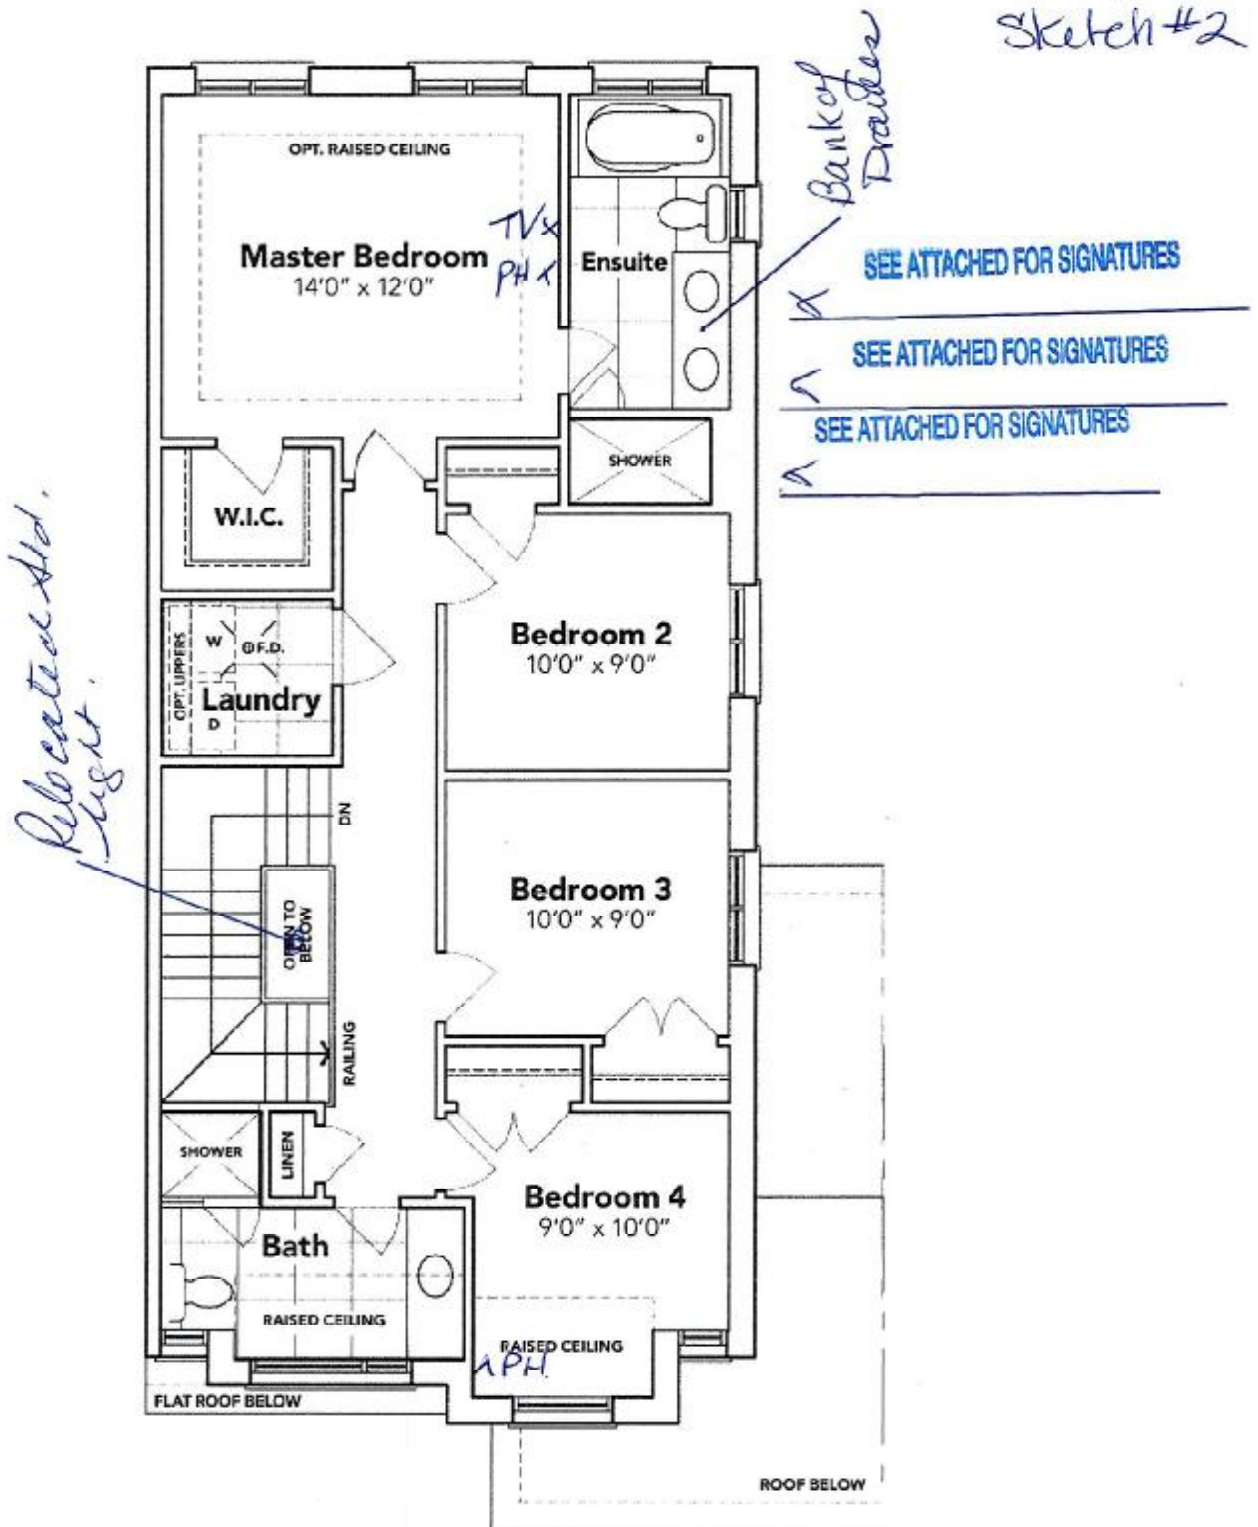 Sketch #2
Bank of
Drawers
OPT. RAISED CEILING
TV x
Master Bedroom
14'0" x 12'0"
PH x
Ensuite
SEE ATTACHED FOR SIGNATURES
x
SEE ATTACHED FOR SIGNATURES
SEE ATTACHED FOR SIGNATURES
SHOWER
W.I.C.
Relocated std.
light.
OPT. UPPERS
W
F.D.
Laundry
D
Bedroom 2
10'0" x 9'0"
DN
Bedroom 3
10'0" x 9'0"
OPEN TO
BELOW
RAILING
SHOWER
LINEN
Bedroom 4
9'0" x 10'0"
Bath
RAISED CEILING
RAISED CEILING
PH
FLAT ROOF BELOW
ROOF BELOW